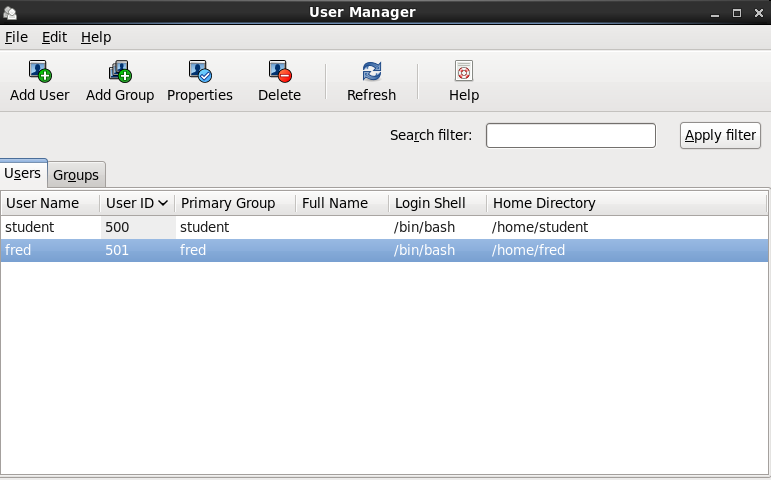 User Manager
File Edit Help
Add User Add Group Properties Delete Refresh Help
Search filter: Apply filter
Users Groups
User Name User ID Primary Group Full Name Login Shell Home Directory
student 500 student /bin/bash /home/student
fred 501 fred /bin/bash /home/fred